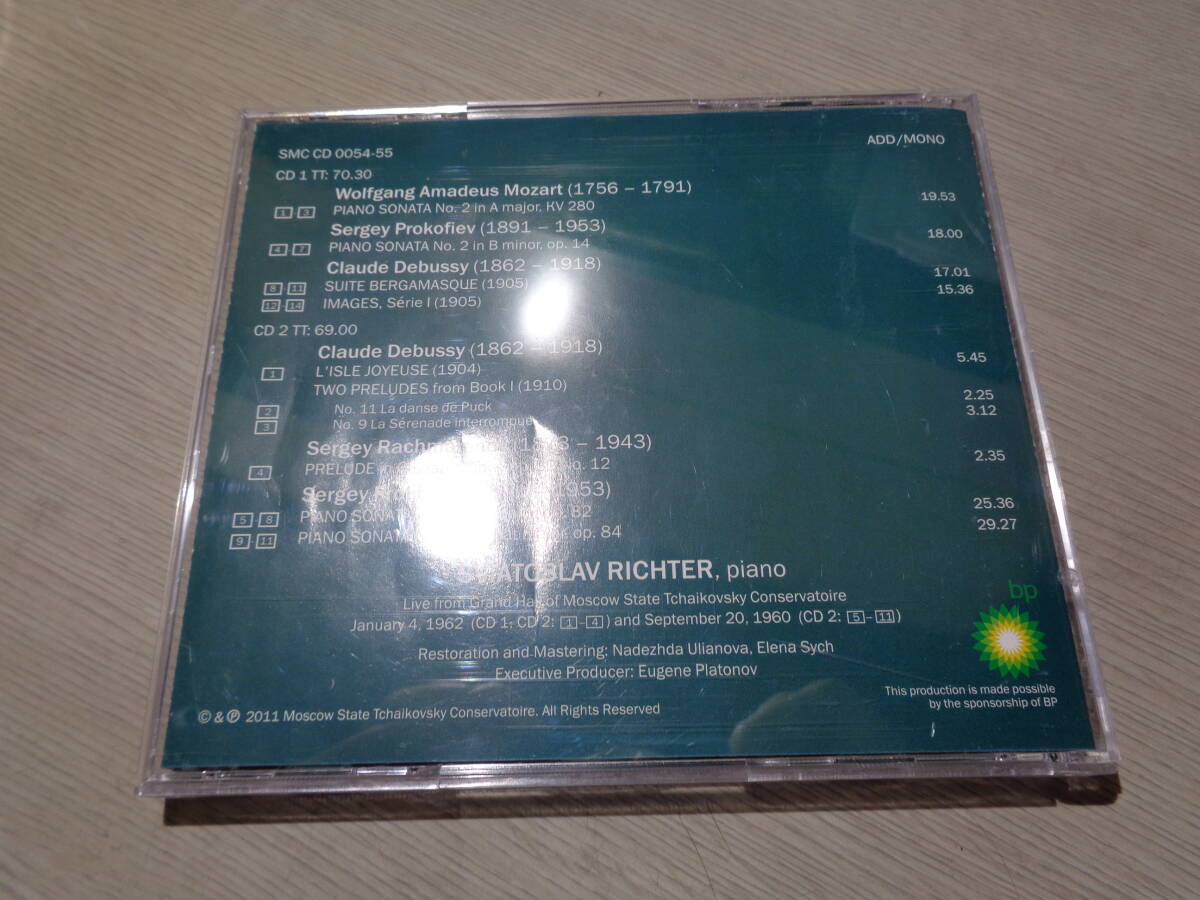 SMC CD 0054-55 ADD/MONO
CD 1 TT: 70.30
Wolfgang Amadeus Mozart (1756 – 1791)
1 - 3 PIANO SONATA No. 2 in A major, KV 280 19.53
Sergey Prokofiev (1891 – 1953)
4 - 7 PIANO SONATA No. 2 in B minor, op. 14 18.00
Claude Debussy (1862 – 1918)
8 - 11 SUITE BERGAMASQUE (1905) 17.01
12 - 14 IMAGES, Série I (1905) 15.36
CD 2 TT: 69.00
Claude Debussy (1862 – 1918)
1 L'ISLE JOYEUSE (1904) 5.45
TWO PRELUDES from Book I (1910)
2 No. 11 La danse de Puck 2.25
3 No. 9 La Sérenade interrompue 3.12
Sergey – 1943)
4 PRELUDE No. 12 2.35
Sergey 1953)
5 - 8 PIANO SONATA 82 25.36
9 - 11 PIANO SONATA op. 84 29.27
RICHTER, piano
Live from Grand Hall of Moscow State Tchaikovsky Conservatoire
January 4, 1962 (CD 1; CD 2: 1 – 4) and September 20, 1960 (CD 2: 5 – 11)
Restoration and Mastering: Nadezhda Ulianova, Elena Sych
Executive Producer: Eugene Platonov
bp
This production is made possible
by the sponsorship of BP
© & ℗ 2011 Moscow State Tchaikovsky Conservatoire. All Rights Reserved